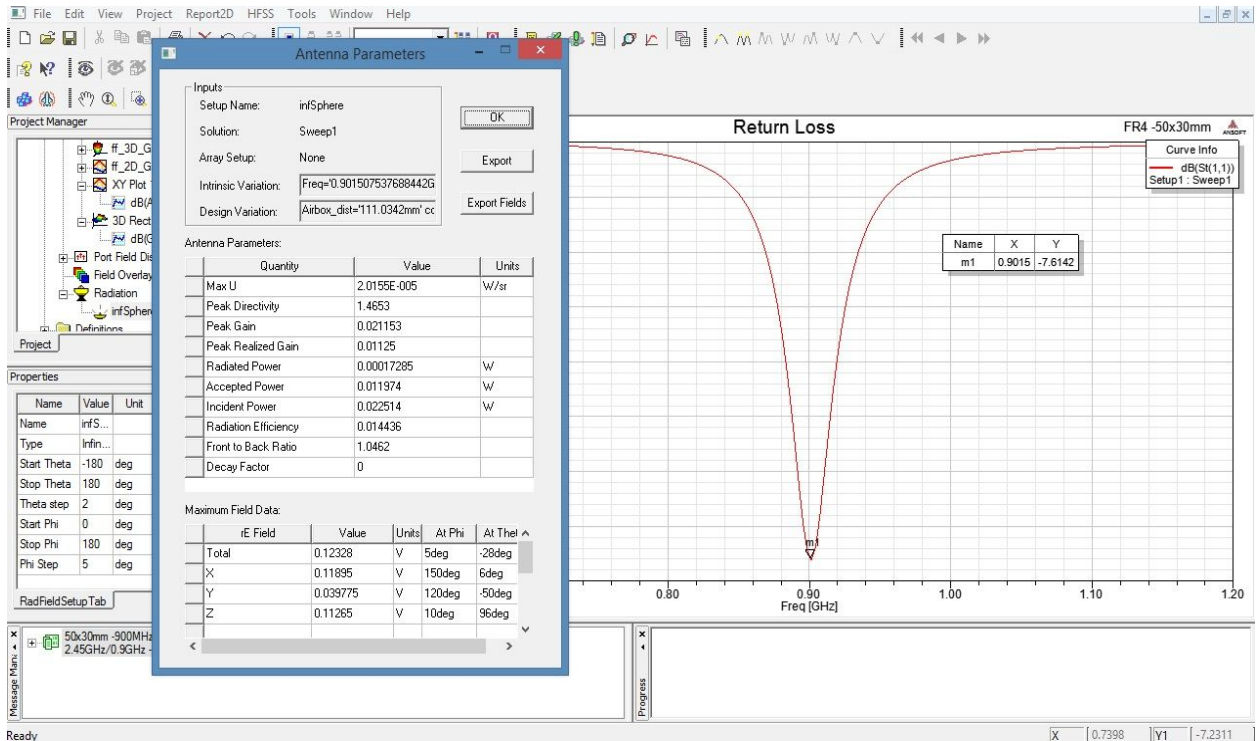 File Edit View Project Report2D HFSS Tools Window Help
Antenna Parameters
Inputs
Setup Name: infSphere
OK
Solution: Sweep1
Array Setup: None
Export
Intrinsic Variation: Freq='0.901507537688442G
Design Variation: Airbox_dist='111.0342mm' cc
Export Fields
Antenna Parameters:
Quantity Value Units
Max U 2.0155E-005 W/sr
Peak Directivity 1.4653
Peak Gain 0.021153
Peak Realized Gain 0.01125
Radiated Power 0.00017285 W
Accepted Power 0.011974 W
Incident Power 0.022514 W
Radiation Efficiency 0.014436
Front to Back Ratio 1.0462
Decay Factor 0
Maximum Field Data:
rE Field Value Units At Phi At Thet
Total 0.12328 V 5deg -28deg
X 0.11895 V 150deg 6deg
Y 0.039775 V 120deg -50deg
Z 0.11265 V 10deg 96deg
Project Manager
ff_3D_G
ff_2D_G
XY Plot
dB(A
3D Rect
dB(G
Port Field Dis
Field Overlay
Radiation
infSphere
Definitions
Project
Properties
Name Value Unit
Name infS...
Type Infin...
Start Theta -180 deg
Stop Theta 180 deg
Theta step 2 deg
Start Phi 0 deg
Stop Phi 180 deg
Phi Step 5 deg
RadFieldSetupTab
Return Loss
FR4 -50x30mm
ANSOFT
Curve Info
dB(St(1,1))
Setup1 : Sweep1
Name X Y
m1 0.9015 -7.6142
m1
0.80 0.90 1.00 1.10 1.20
Freq [GHz]
Message Mana
50x30mm -900MHz
2.45GHz/0.9GHz -
Progress
Ready
X 0.7398 Y1 -7.2311